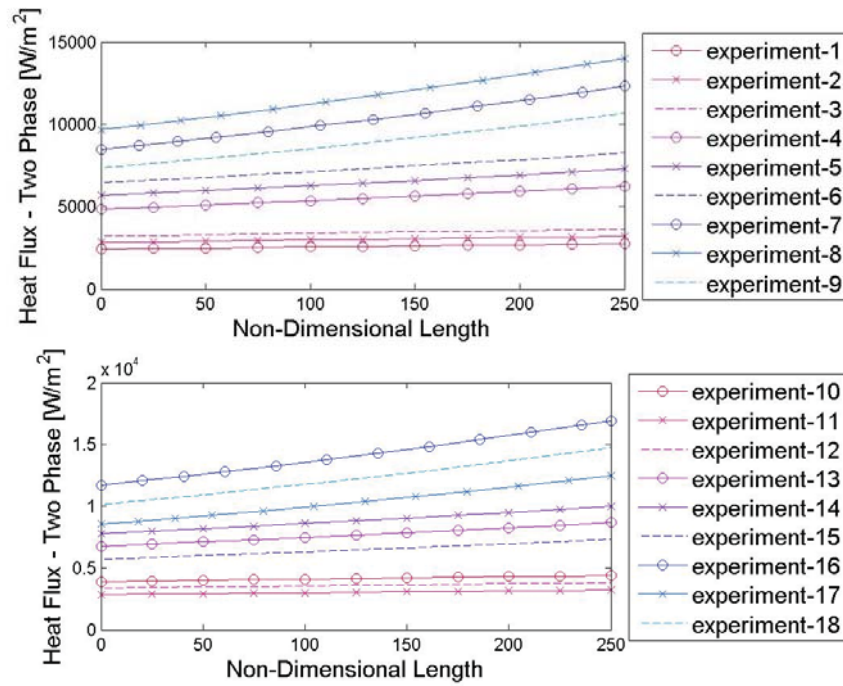 Heat Flux - Two Phase [W/m²]
15000
10000
5000
0
0 50 100 150 200 250
Non-Dimensional Length
experiment-1
experiment-2
experiment-3
experiment-4
experiment-5
experiment-6
experiment-7
experiment-8
experiment-9
Heat Flux - Two Phase [W/m²]
x 10⁴
2
1.5
1
0.5
0
0 50 100 150 200 250
Non-Dimensional Length
experiment-10
experiment-11
experiment-12
experiment-13
experiment-14
experiment-15
experiment-16
experiment-17
experiment-18